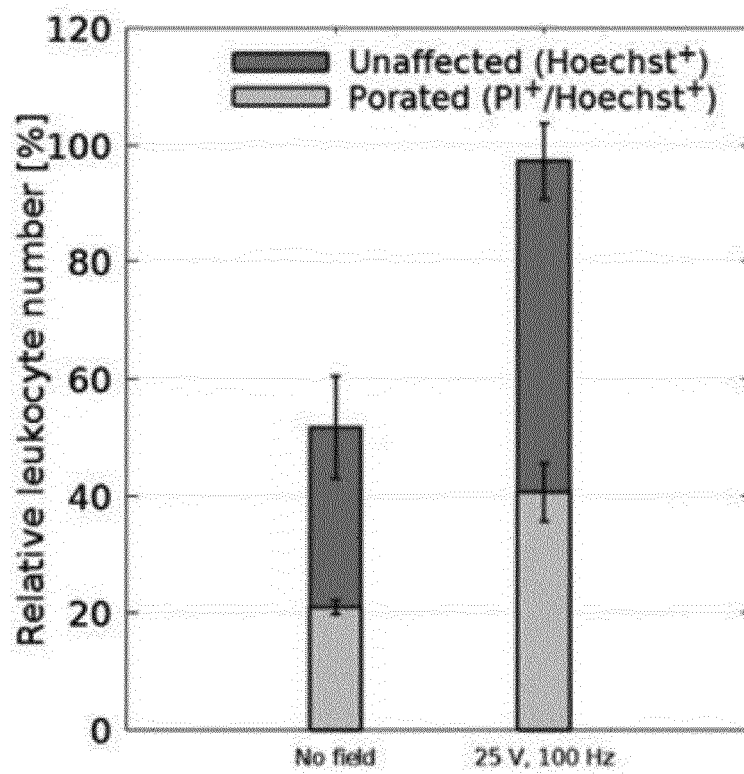 120
100
80
60
40
20
0
Relative leukocyte number [%]
Unaffected (Hoechst⁺)
Porated (PI⁺/Hoechst⁺)
No field
25 V, 100 Hz